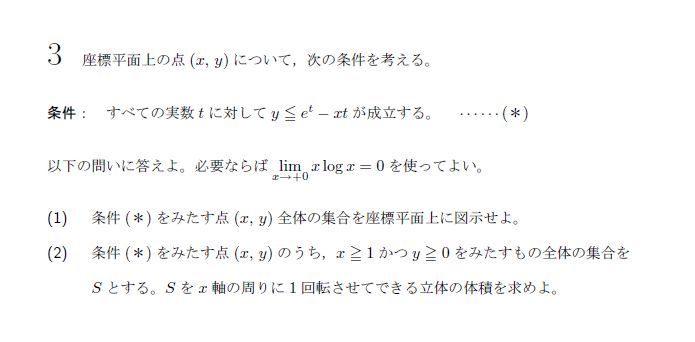 3 座標平面上の点 (x, y) について，次の条件を考える。
条件： すべての実数 t に対して y ≦ e^t − xt が成立する。 ······(∗)
以下の問いに答えよ。必要ならば lim_{x→+0} x log x = 0 を使ってよい。
(1) 条件 (∗) をみたす点 (x, y) 全体の集合を座標平面上に図示せよ。
(2) 条件 (∗) をみたす点 (x, y) のうち，x ≧ 1 かつ y ≧ 0 をみたすもの全体の集合を
S とする。S を x 軸の周りに 1 回転させてできる立体の体積を求めよ。